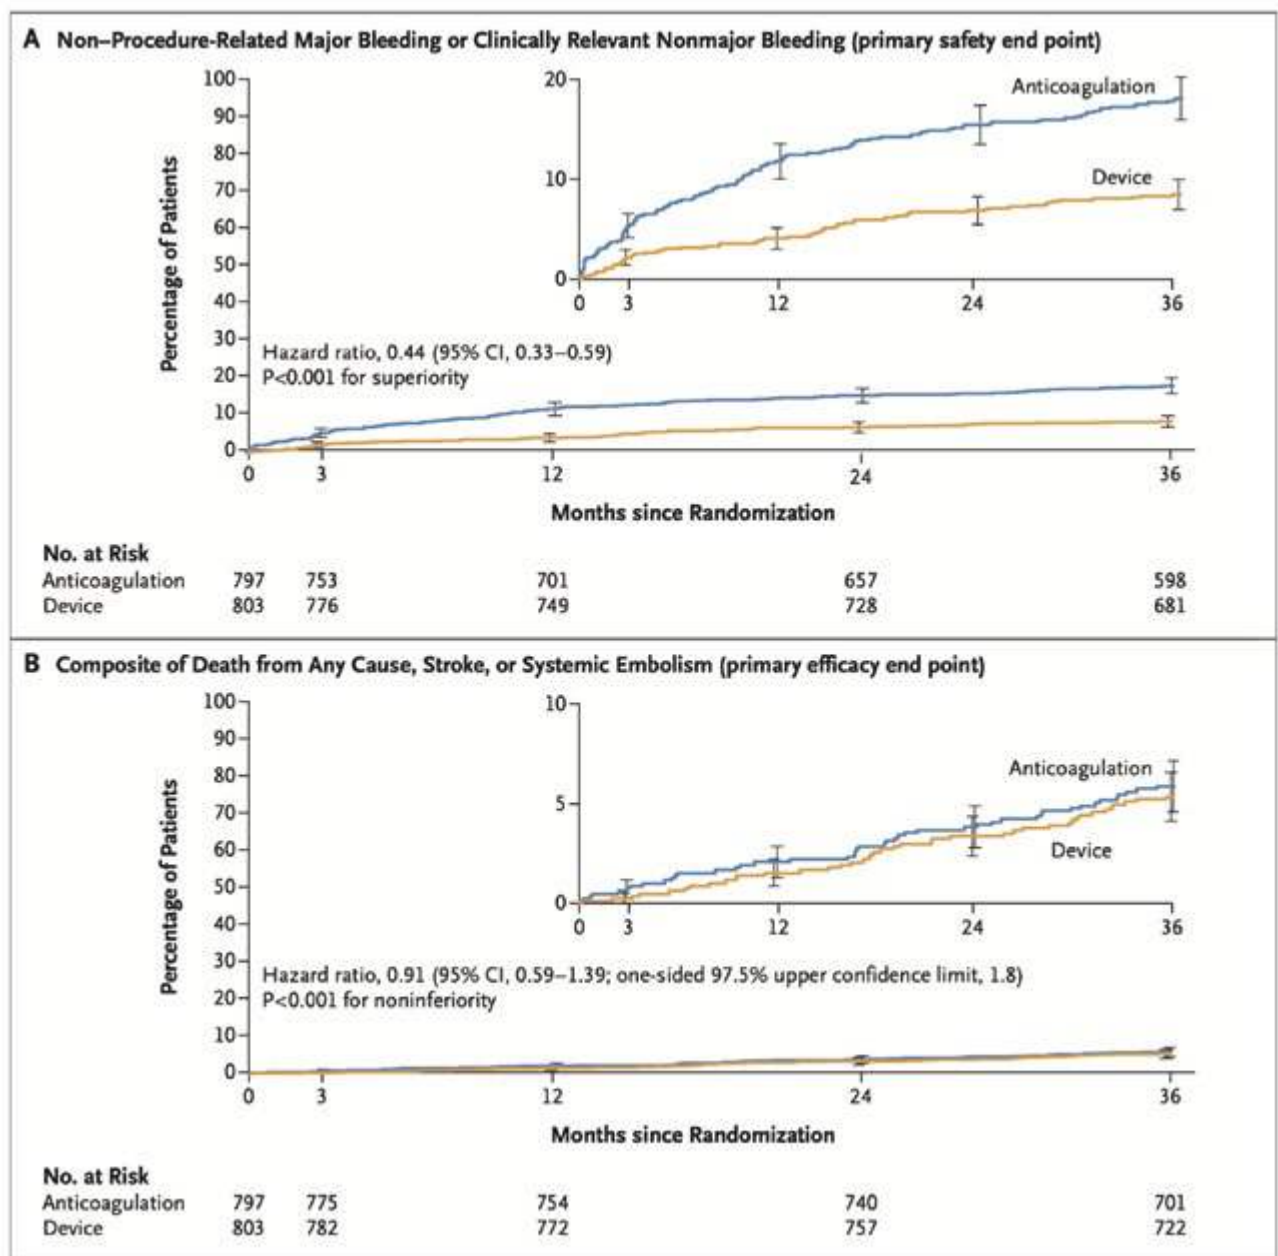 A Non–Procedure-Related Major Bleeding or Clinically Relevant Nonmajor Bleeding (primary safety end point)
Percentage of Patients
100
90
80
70
60
50
40
30
20
10
0
20
10
0
Anticoagulation
Device
0 3 12 24 36
Hazard ratio, 0.44 (95% CI, 0.33–0.59)
P<0.001 for superiority
0 3 12 24 36
Months since Randomization
No. at Risk
Anticoagulation 797 753 701 657 598
Device 803 776 749 728 681
B Composite of Death from Any Cause, Stroke, or Systemic Embolism (primary efficacy end point)
Percentage of Patients
100
90
80
70
60
50
40
30
20
10
0
10
5
0
Anticoagulation
Device
0 3 12 24 36
Hazard ratio, 0.91 (95% CI, 0.59–1.39; one-sided 97.5% upper confidence limit, 1.8)
P<0.001 for noninferiority
0 3 12 24 36
Months since Randomization
No. at Risk
Anticoagulation 797 775 754 740 701
Device 803 782 772 757 722